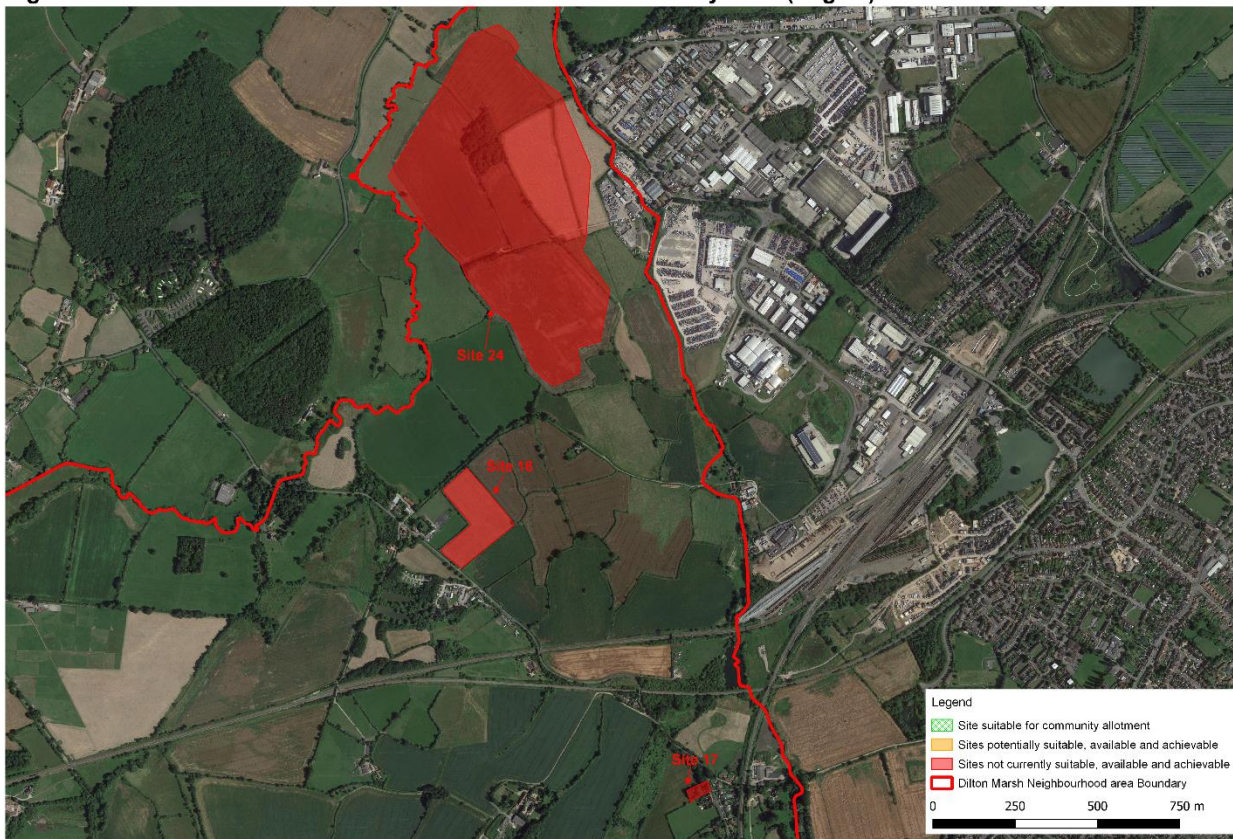 Site 24
Site 18
Site 17
Legend
Site suitable for community allotment
Sites potentially suitable, available and achievable
Sites not currently suitable, available and achievable
Dilton Marsh Neighbourhood area Boundary
0 250 500 750 m